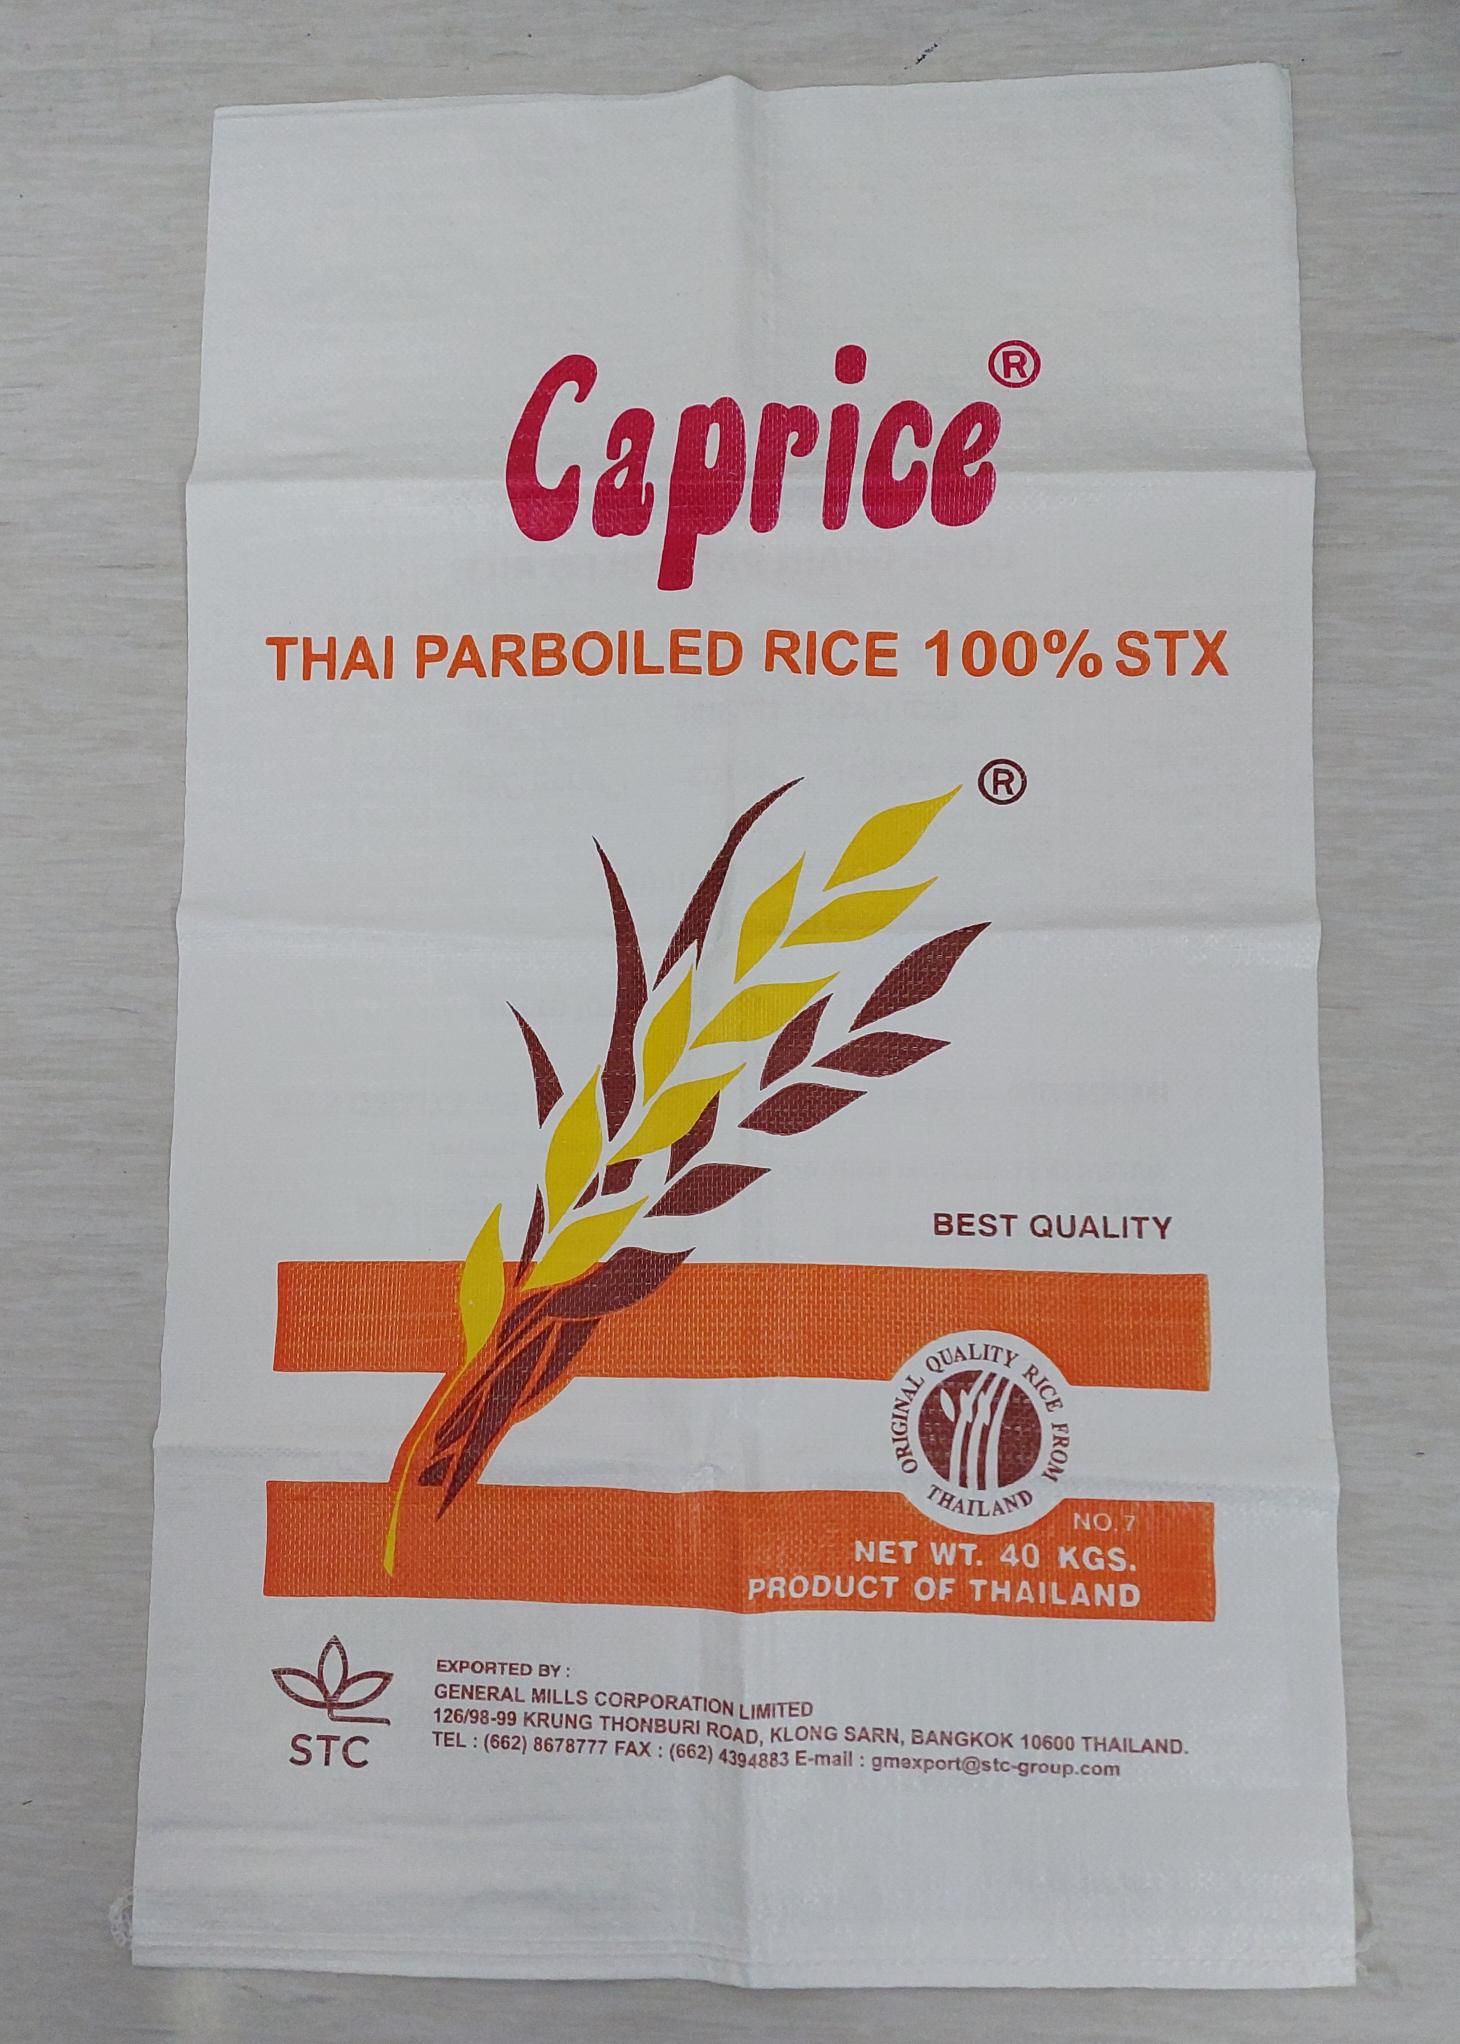 Caprice®
THAI PARBOILED RICE 100% STX
®
BEST QUALITY
ORIGINAL QUALITY RICE FROM THAILAND
NO.7
NET WT. 40 KGS.
PRODUCT OF THAILAND
STC
EXPORTED BY :
GENERAL MILLS CORPORATION LIMITED
126/98-99 KRUNG THONBURI ROAD, KLONG SARN, BANGKOK 10600 THAILAND.
TEL : (662) 8678777 FAX : (662) 4394883 E-mail : gmexport@stc-group.com